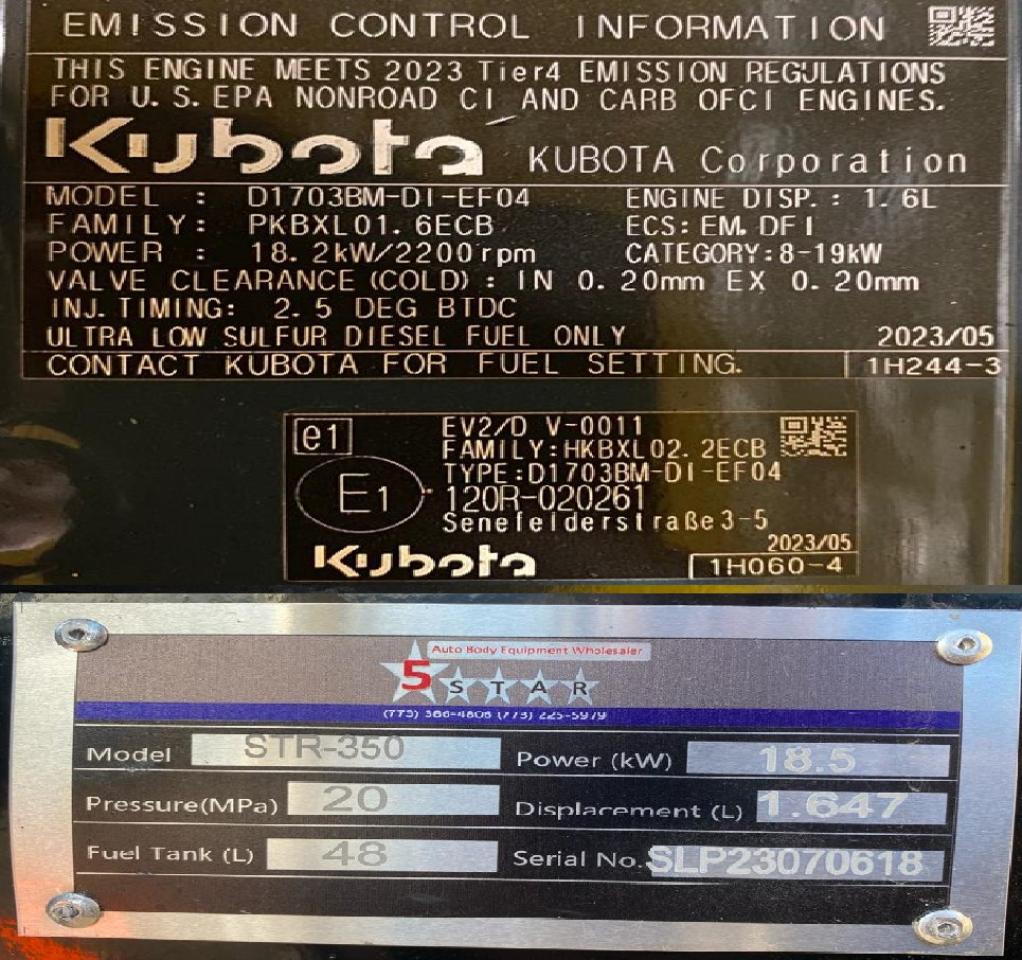 EMISSION CONTROL INFORMATION
THIS ENGINE MEETS 2023 Tier4 EMISSION REGULATIONS
FOR U.S. EPA NONROAD CI AND CARB OFCI ENGINES.
Kubota KUBOTA Corporation
MODEL : D1703BM-DI-EF04 ENGINE DISP. : 1.6L
FAMILY: PKBXL01.6ECB ECS: EM. DFI
POWER : 18.2kW/2200rpm CATEGORY:8-19kW
VALVE CLEARANCE (COLD) : IN 0.20mm EX 0.20mm
INJ. TIMING: 2.5 DEG BTDC
ULTRA LOW SULFUR DIESEL FUEL ONLY 2023/05
CONTACT KUBOTA FOR FUEL SETTING. 1H244-3
e1 EV2/D V-0011
FAMILY:HKBXL02.2ECB
TYPE:D1703BM-DI-EF04
E1 120R-020261
Senefelderstraße 3-5
2023/05
Kubota 1H060-4
Auto Body Equipment Wholesaler
5 STAR
(773) 386-4808 (773) 225-5979
Model STR-350 Power (kW) 18.5
Pressure(MPa) 20 Displacement (L) 1.647
Fuel Tank (L) 48 Serial No. SLP23070618